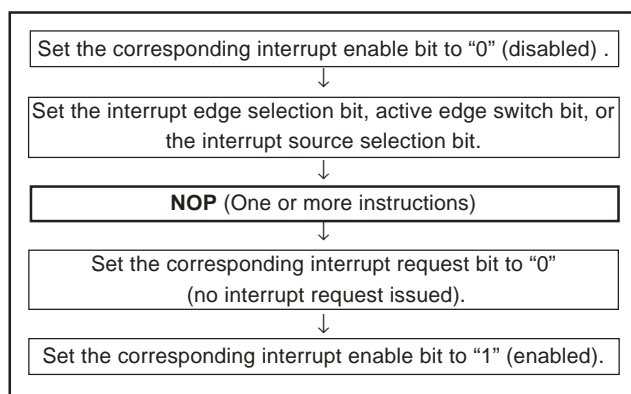 Set the corresponding interrupt enable bit to “0” (disabled) .
↓
Set the interrupt edge selection bit, active edge switch bit, or
the interrupt source selection bit.
↓
NOP (One or more instructions)
↓
Set the corresponding interrupt request bit to “0”
(no interrupt request issued).
↓
Set the corresponding interrupt enable bit to “1” (enabled).